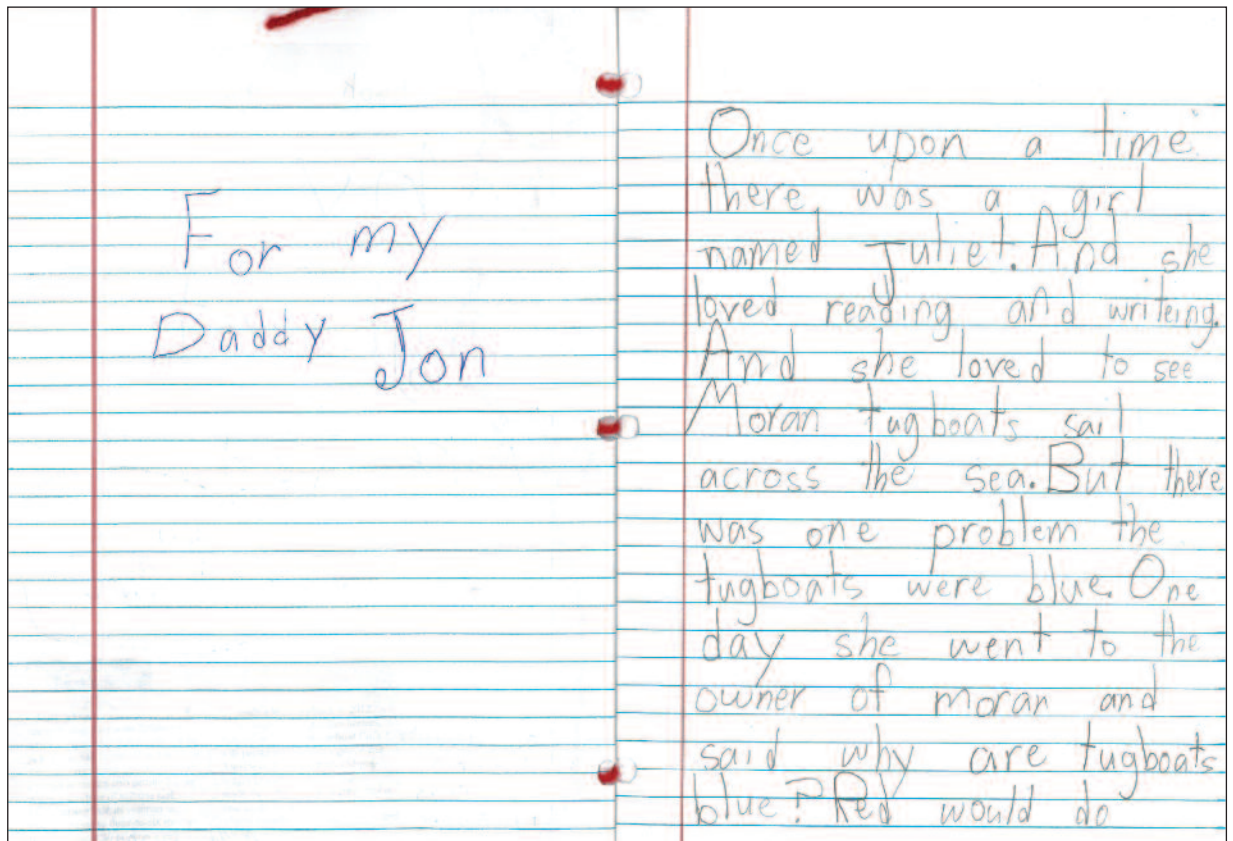 For my
Daddy Jon
Once upon a time
there was a girl
named Juliet. And she
loved reading and writeing.
And she loved to see
Moran tugboats sail
across the sea. But there
was one problem the
tugboats were blue. One
day she went to the
owner of moran and
said why are tugboats
blue? Red would do